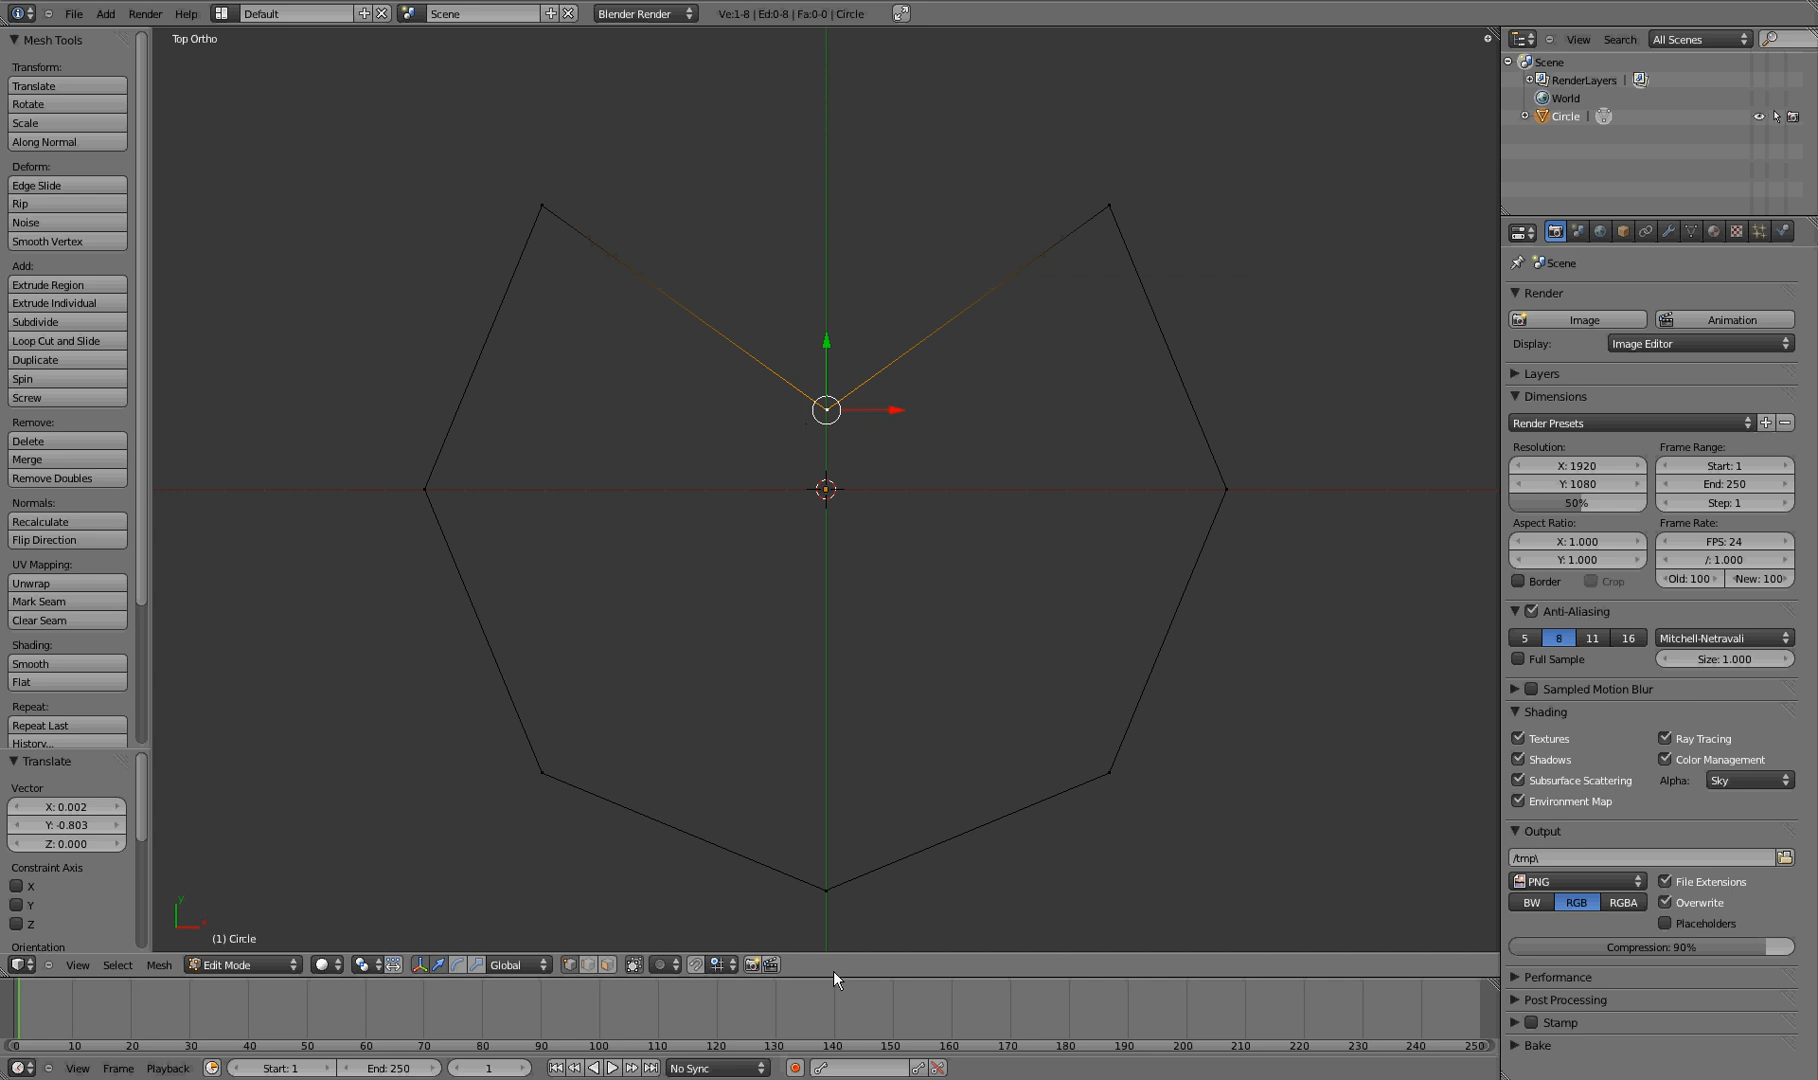 File Add Render Help Default Scene Blender Render Ve:1-8 | Ed:0-8 | Fa:0-0 | Circle
Mesh Tools
Transform:
Translate
Rotate
Scale
Along Normal
Deform:
Edge Slide
Rip
Noise
Smooth Vertex
Add:
Extrude Region
Extrude Individual
Subdivide
Loop Cut and Slide
Duplicate
Spin
Screw
Remove:
Delete
Merge
Remove Doubles
Normals:
Recalculate
Flip Direction
UV Mapping:
Unwrap
Mark Seam
Clear Seam
Shading:
Smooth
Flat
Repeat:
Repeat Last
History...
Translate
Vector
X: 0.002
Y: -0.803
Z: 0.000
Constraint Axis
X
Y
Z
Orientation
Top Ortho
y
x
(1) Circle
View Select Mesh Edit Mode Global
0 10 20 30 40 50 60 70 80 90 100 110 120 130 140 150 160 170 180 190 200 210 220 230 240 250
View Frame Playback Start: 1 End: 250 1 No Sync
View Search All Scenes
Scene
RenderLayers |
World
Circle |
Scene
Render
Image Animation
Display: Image Editor
Layers
Dimensions
Render Presets
Resolution: Frame Range:
X: 1920 Start: 1
Y: 1080 End: 250
50% Step: 1
Aspect Ratio: Frame Rate:
X: 1.000 FPS: 24
Y: 1.000 /: 1.000
Border Crop Old: 100 New: 100
Anti-Aliasing
5 8 11 16 Mitchell-Netravali
Full Sample Size: 1.000
Sampled Motion Blur
Shading
Textures Ray Tracing
Shadows Color Management
Subsurface Scattering Alpha: Sky
Environment Map
Output
/tmp\
PNG File Extensions
BW RGB RGBA Overwrite
Placeholders
Compression: 90%
Performance
Post Processing
Stamp
Bake